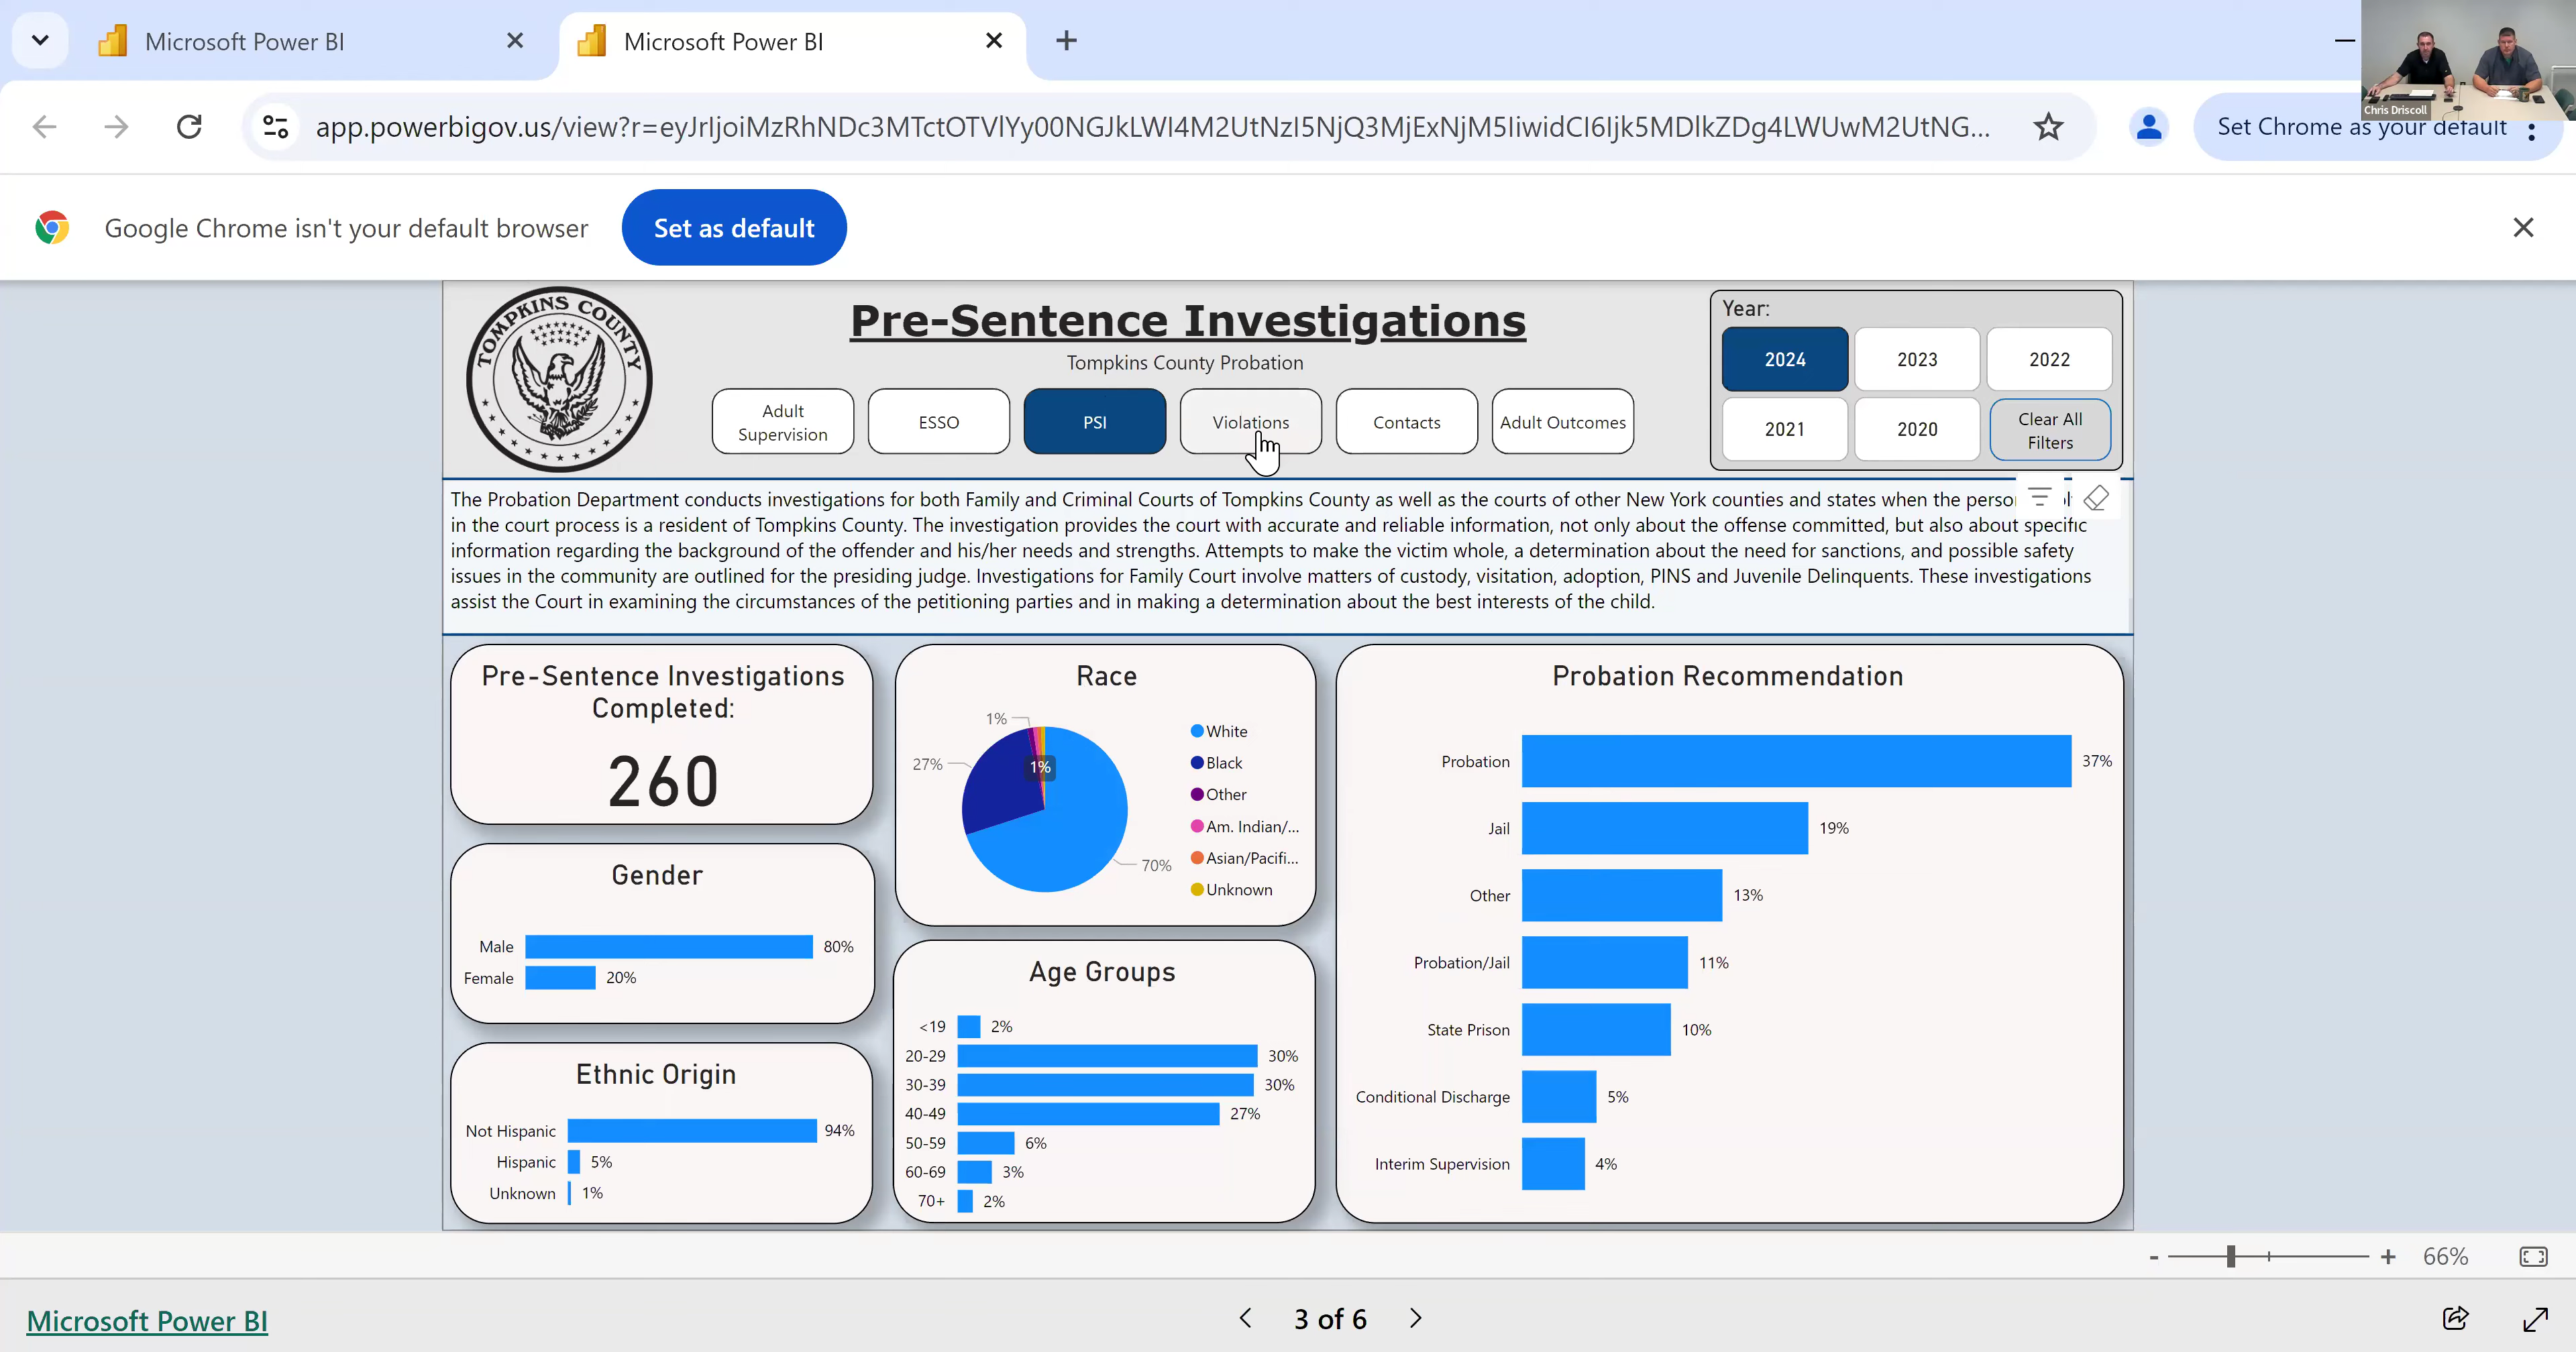 Microsoft Power BI
Microsoft Power BI
app.powerbigov.us/view?r=eyJrIjoiMzRhNDc3MTctOTVlYy00NGJkLWI4M2UtNzI5NjQ3MjExNjM5IiwidCI6Ijk5MDlkZDg4LWUwM2UtNG...
Set Chrome as your default
Chris Driscoll
Google Chrome isn't your default browser
Set as default
TOMPKINS COUNTY
Pre-Sentence Investigations
Tompkins County Probation
Adult Supervision
ESSO
PSI
Violations
Contacts
Adult Outcomes
Year:
2024
2023
2022
2021
2020
Clear All
Filters
The Probation Department conducts investigations for both Family and Criminal Courts of Tompkins County as well as the courts of other New York counties and states when the
in the court process is a resident of Tompkins County. The investigation provides the court with accurate and reliable information, not only about the offense committed, but also about specific
information regarding the background of the offender and his/her needs and strengths. Attempts to make the victim whole, a determination about the need for sanctions, and possible safety
issues in the community are outlined for the presiding judge. Investigations for Family Court involve matters of custody, visitation, adoption, PINS and Juvenile Delinquents. These investigations
assist the Court in examining the circumstances of the petitioning parties and in making a determination about the best interests of the child.
Pre-Sentence Investigations
Completed:
260
Gender
Male 80%
Female 20%
Ethnic Origin
Not Hispanic 94%
Hispanic 5%
Unknown 1%
Race
1%
27%
1%
70%
White
Black
Other
Am. Indian/...
Asian/Pacifi...
Unknown
Age Groups
<19 2%
20-29 30%
30-39 30%
40-49 27%
50-59 6%
60-69 3%
70+ 2%
Probation Recommendation
Probation 37%
Jail 19%
Other 13%
Probation/Jail 11%
State Prison 10%
Conditional Discharge 5%
Interim Supervision 4%
- + 66%
Microsoft Power BI
3 of 6